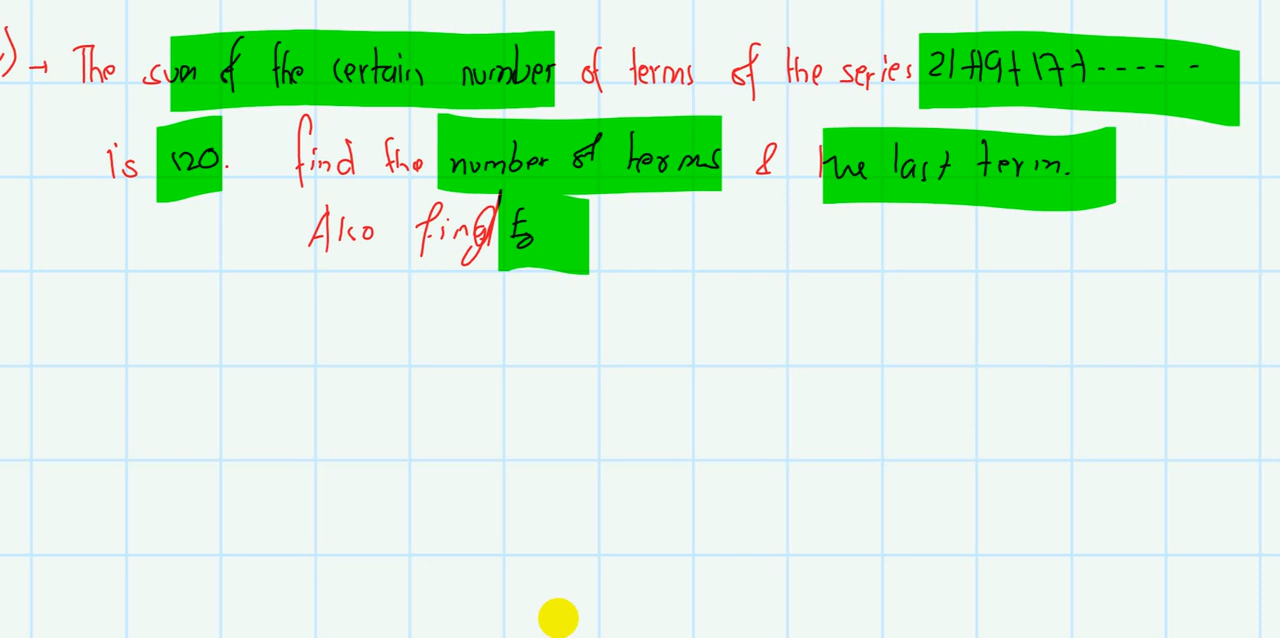 ) → The sum of the certain number of terms of the series 21+19+17+-----
is 120. find the number of terms & the last term.
Also find